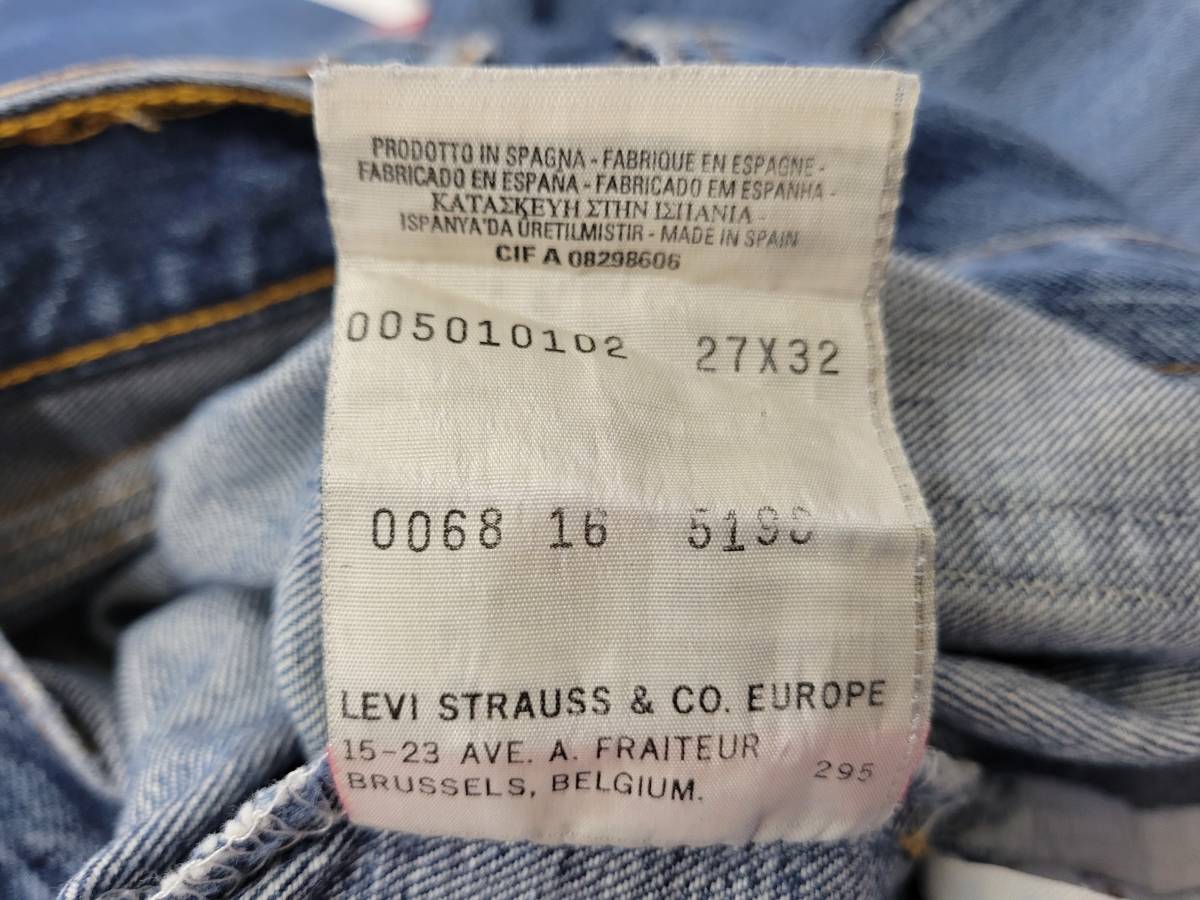 PRODOTTO IN SPAGNA - FABRIQUE EN ESPAGNE -
FABRICADO EN ESPAÑA - FABRICADO EM ESPANHA -
ΚΑΤΑΣΚΕΥΗ ΣΤΗΝ ΙΣΠΑΝΙΑ -
ISPANYA'DA ÜRETILMISTIR - MADE IN SPAIN
CIF A 08298606
005010102 27X32
0068 16
LEVI STRAUSS & CO. EUROPE
15-23 AVE. A. FRAITEUR
BRUSSELS, BELGIUM. 295